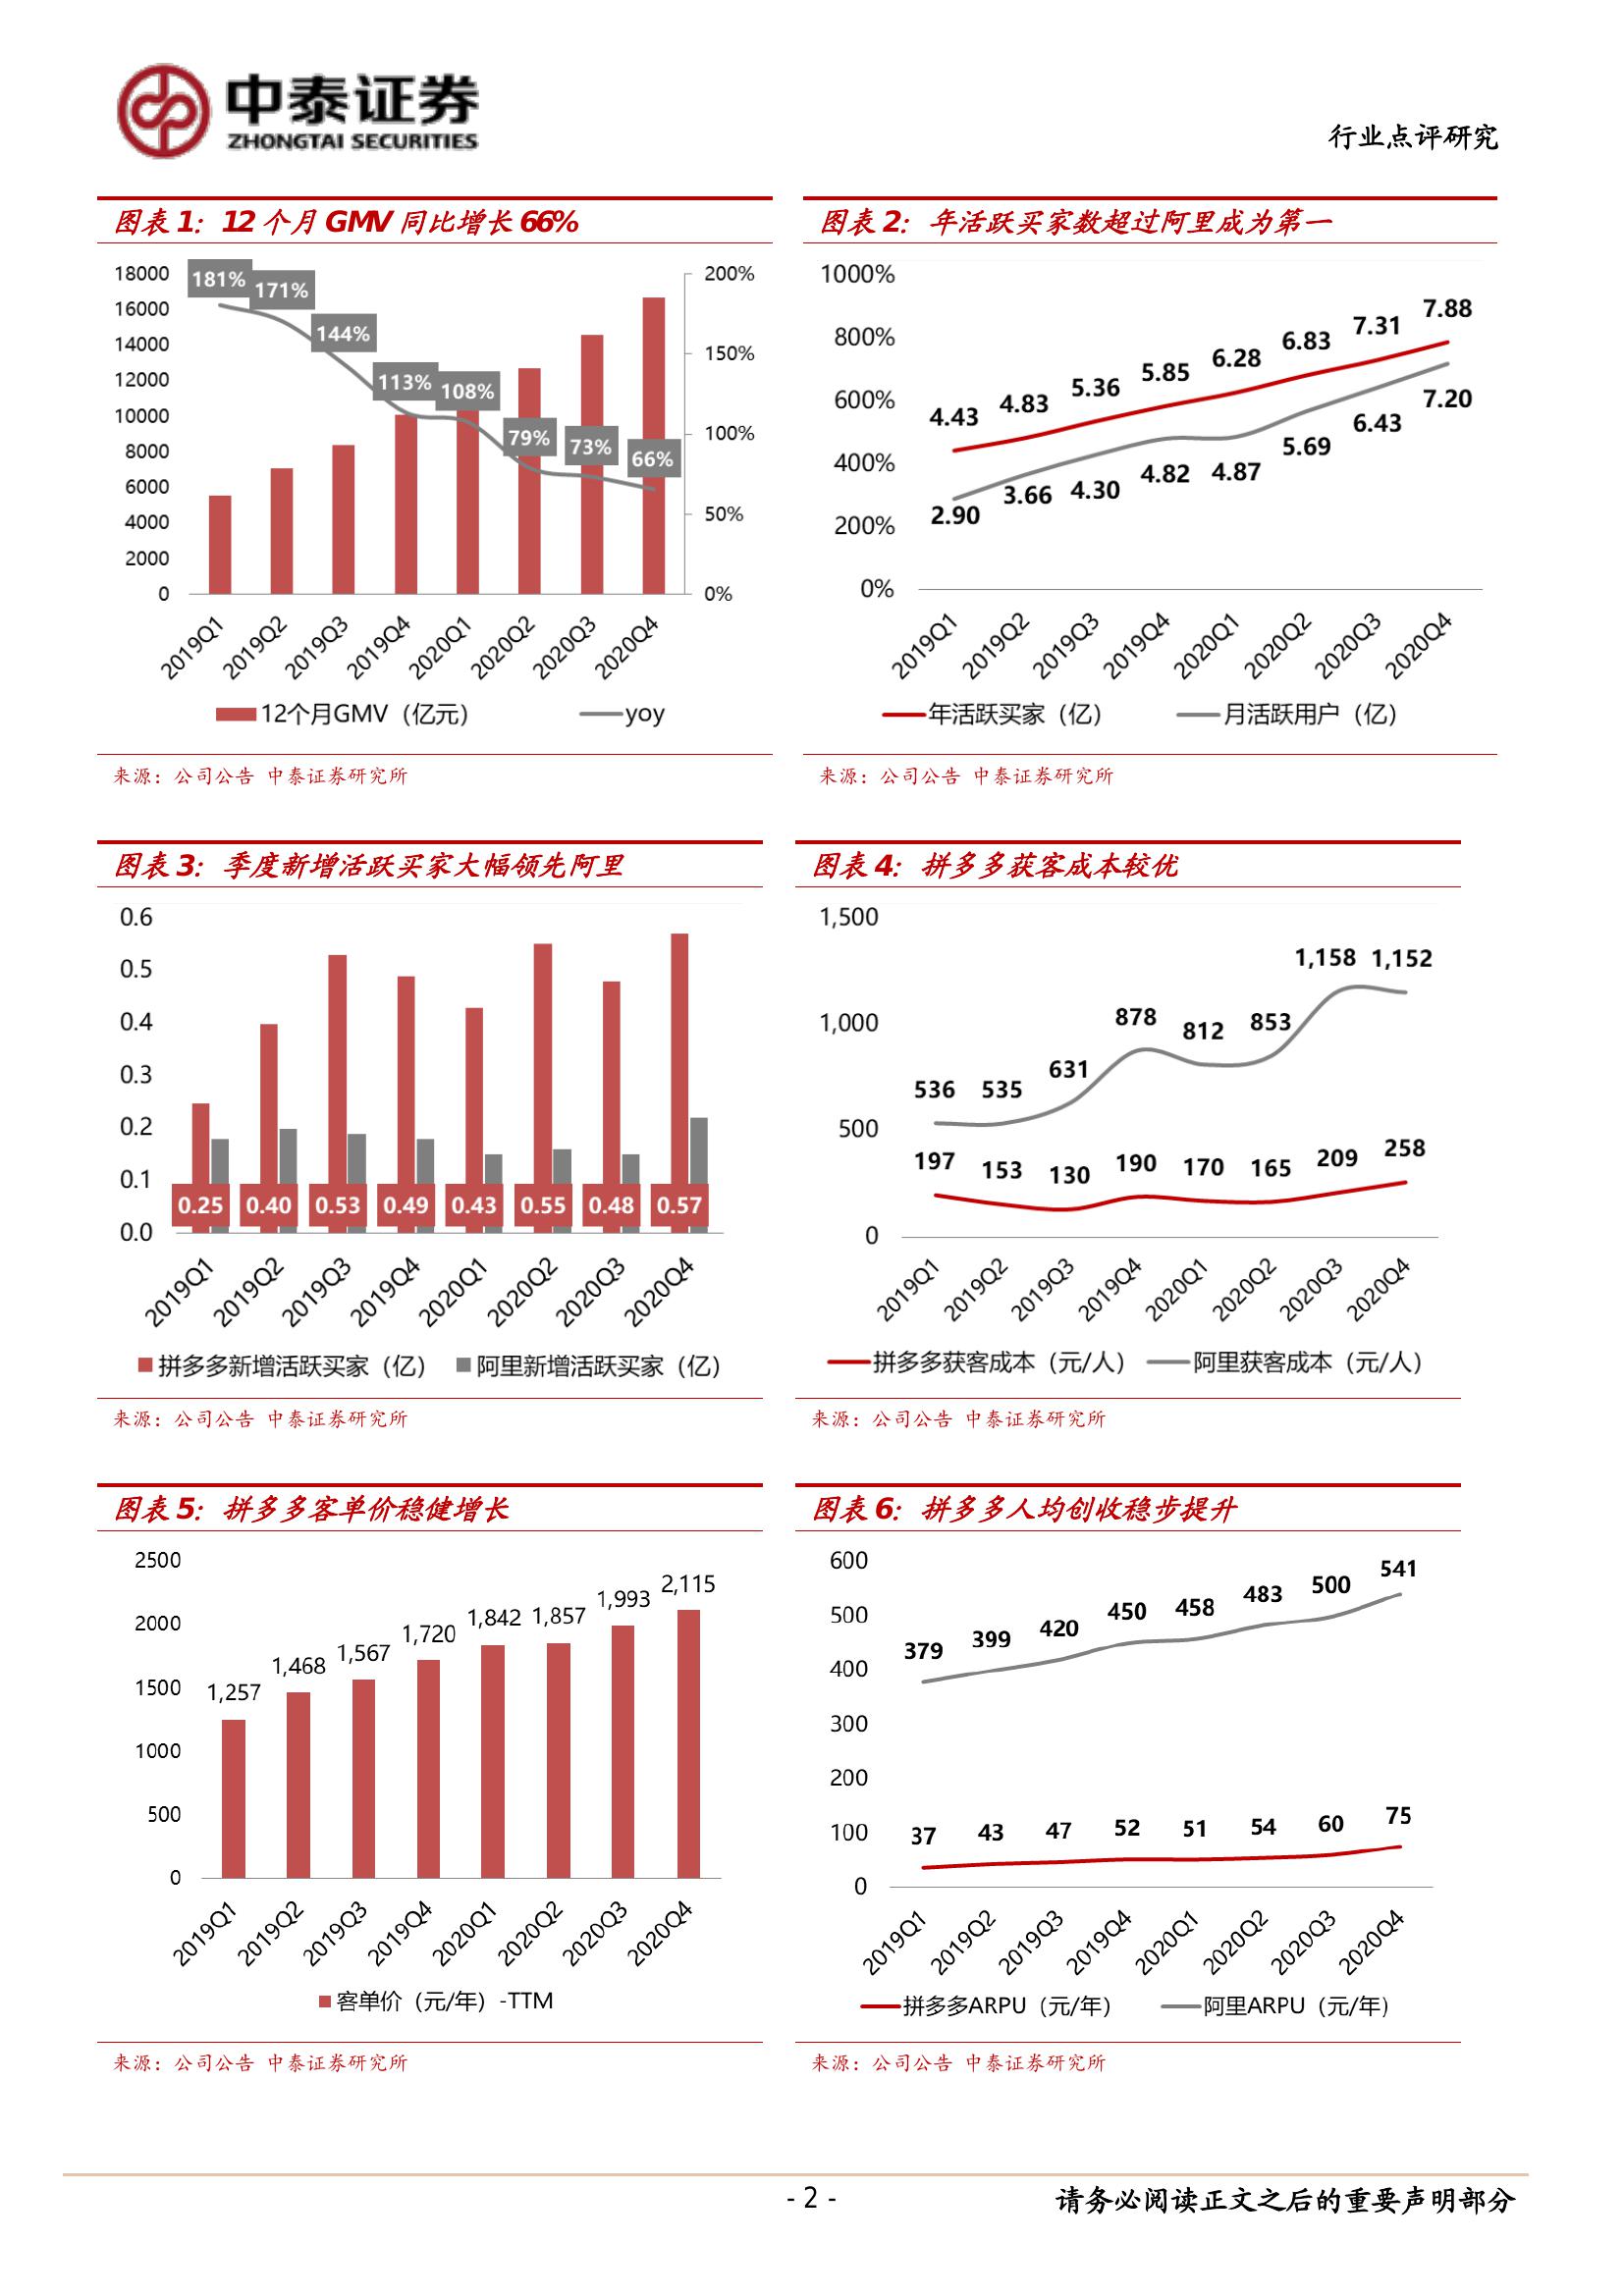 中泰证券
ZHONGTAI SECURITIES
行业点评研究
图表 1：12 个月 GMV 同比增长 66%
18000
16000
14000
12000
10000
8000
6000
4000
2000
0
200%
150%
100%
50%
0%
181%
171%
144%
113%
108%
79%
73%
66%
2019Q1
2019Q2
2019Q3
2019Q4
2020Q1
2020Q2
2020Q3
2020Q4
12个月GMV（亿元）
yoy
来源：公司公告 中泰证券研究所
图表 2：年活跃买家数超过阿里成为第一
1000%
800%
600%
400%
200%
0%
4.43
4.83
5.36
5.85
6.28
6.83
7.31
7.88
2.90
3.66
4.30
4.82
4.87
5.69
6.43
7.20
2019Q1
2019Q2
2019Q3
2019Q4
2020Q1
2020Q2
2020Q3
2020Q4
年活跃买家（亿）
月活跃用户（亿）
来源：公司公告 中泰证券研究所
图表 3：季度新增活跃买家大幅领先阿里
0.6
0.5
0.4
0.3
0.2
0.1
0.0
0.25
0.40
0.53
0.49
0.43
0.55
0.48
0.57
2019Q1
2019Q2
2019Q3
2019Q4
2020Q1
2020Q2
2020Q3
2020Q4
拼多多新增活跃买家（亿）
阿里新增活跃买家（亿）
来源：公司公告 中泰证券研究所
图表 4：拼多多获客成本较优
1,500
1,000
500
0
536
535
631
878
812
853
1,158
1,152
197
153
130
190
170
165
209
258
2019Q1
2019Q2
2019Q3
2019Q4
2020Q1
2020Q2
2020Q3
2020Q4
拼多多获客成本（元/人）
阿里获客成本（元/人）
来源：公司公告 中泰证券研究所
图表 5：拼多多客单价稳健增长
2500
2000
1500
1000
500
0
1,257
1,468
1,567
1,720
1,842
1,857
1,993
2,115
2019Q1
2019Q2
2019Q3
2019Q4
2020Q1
2020Q2
2020Q3
2020Q4
客单价（元/年）-TTM
来源：公司公告 中泰证券研究所
图表 6：拼多多人均创收稳步提升
600
500
400
300
200
100
0
379
399
420
450
458
483
500
541
37
43
47
52
51
54
60
75
2019Q1
2019Q2
2019Q3
2019Q4
2020Q1
2020Q2
2020Q3
2020Q4
拼多多ARPU（元/年）
阿里ARPU（元/年）
来源：公司公告 中泰证券研究所
- 2 -
请务必阅读正文之后的重要声明部分